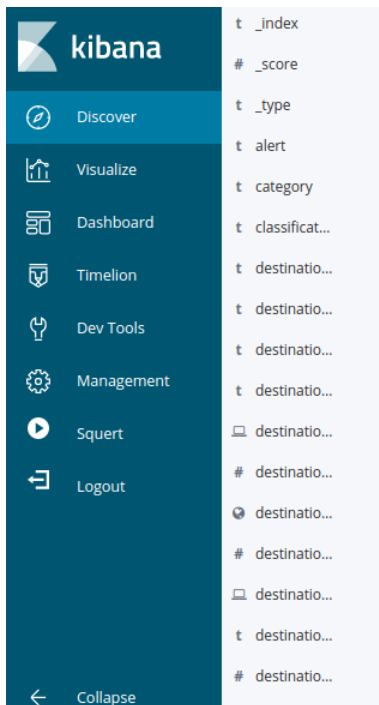 kibana
Discover
Visualize
Dashboard
Timelion
Dev Tools
Management
Squert
Logout
Collapse
t _index
# _score
t _type
t alert
t category
t classificat...
t destinatio...
t destinatio...
t destinatio...
t destinatio...
destinatio...
# destinatio...
destinatio...
# destinatio...
destinatio...
t destinatio...
# destinatio...